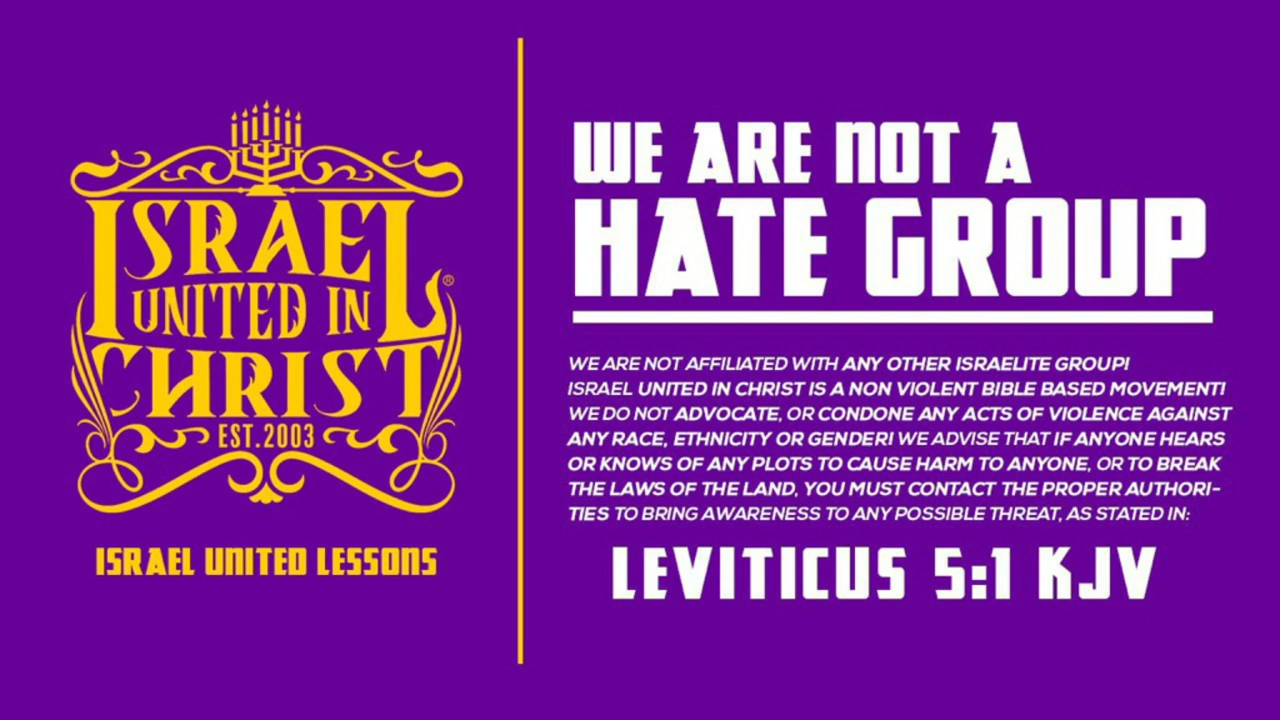 ISRAEL
UNITED IN
CHRIST
®
EST.2003
ISRAEL UNITED LESSONS
WE ARE NOT A
HATE GROUP
WE ARE NOT AFFILIATED WITH ANY OTHER ISRAELITE GROUP!
ISRAEL UNITED IN CHRIST IS A NON VIOLENT BIBLE BASED MOVEMENT!
WE DO NOT ADVOCATE, OR CONDONE ANY ACTS OF VIOLENCE AGAINST
ANY RACE, ETHNICITY OR GENDER! WE ADVISE THAT IF ANYONE HEARS
OR KNOWS OF ANY PLOTS TO CAUSE HARM TO ANYONE, OR TO BREAK
THE LAWS OF THE LAND, YOU MUST CONTACT THE PROPER AUTHORI-
TIES TO BRING AWARENESS TO ANY POSSIBLE THREAT, AS STATED IN:
LEVITICUS 5:1 KJV